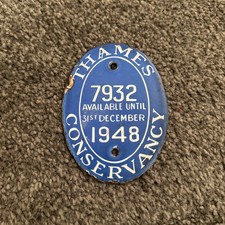 THAMES
7932
AVAILABLE UNTIL
31ST DECEMBER
1948
CONSERVANCY